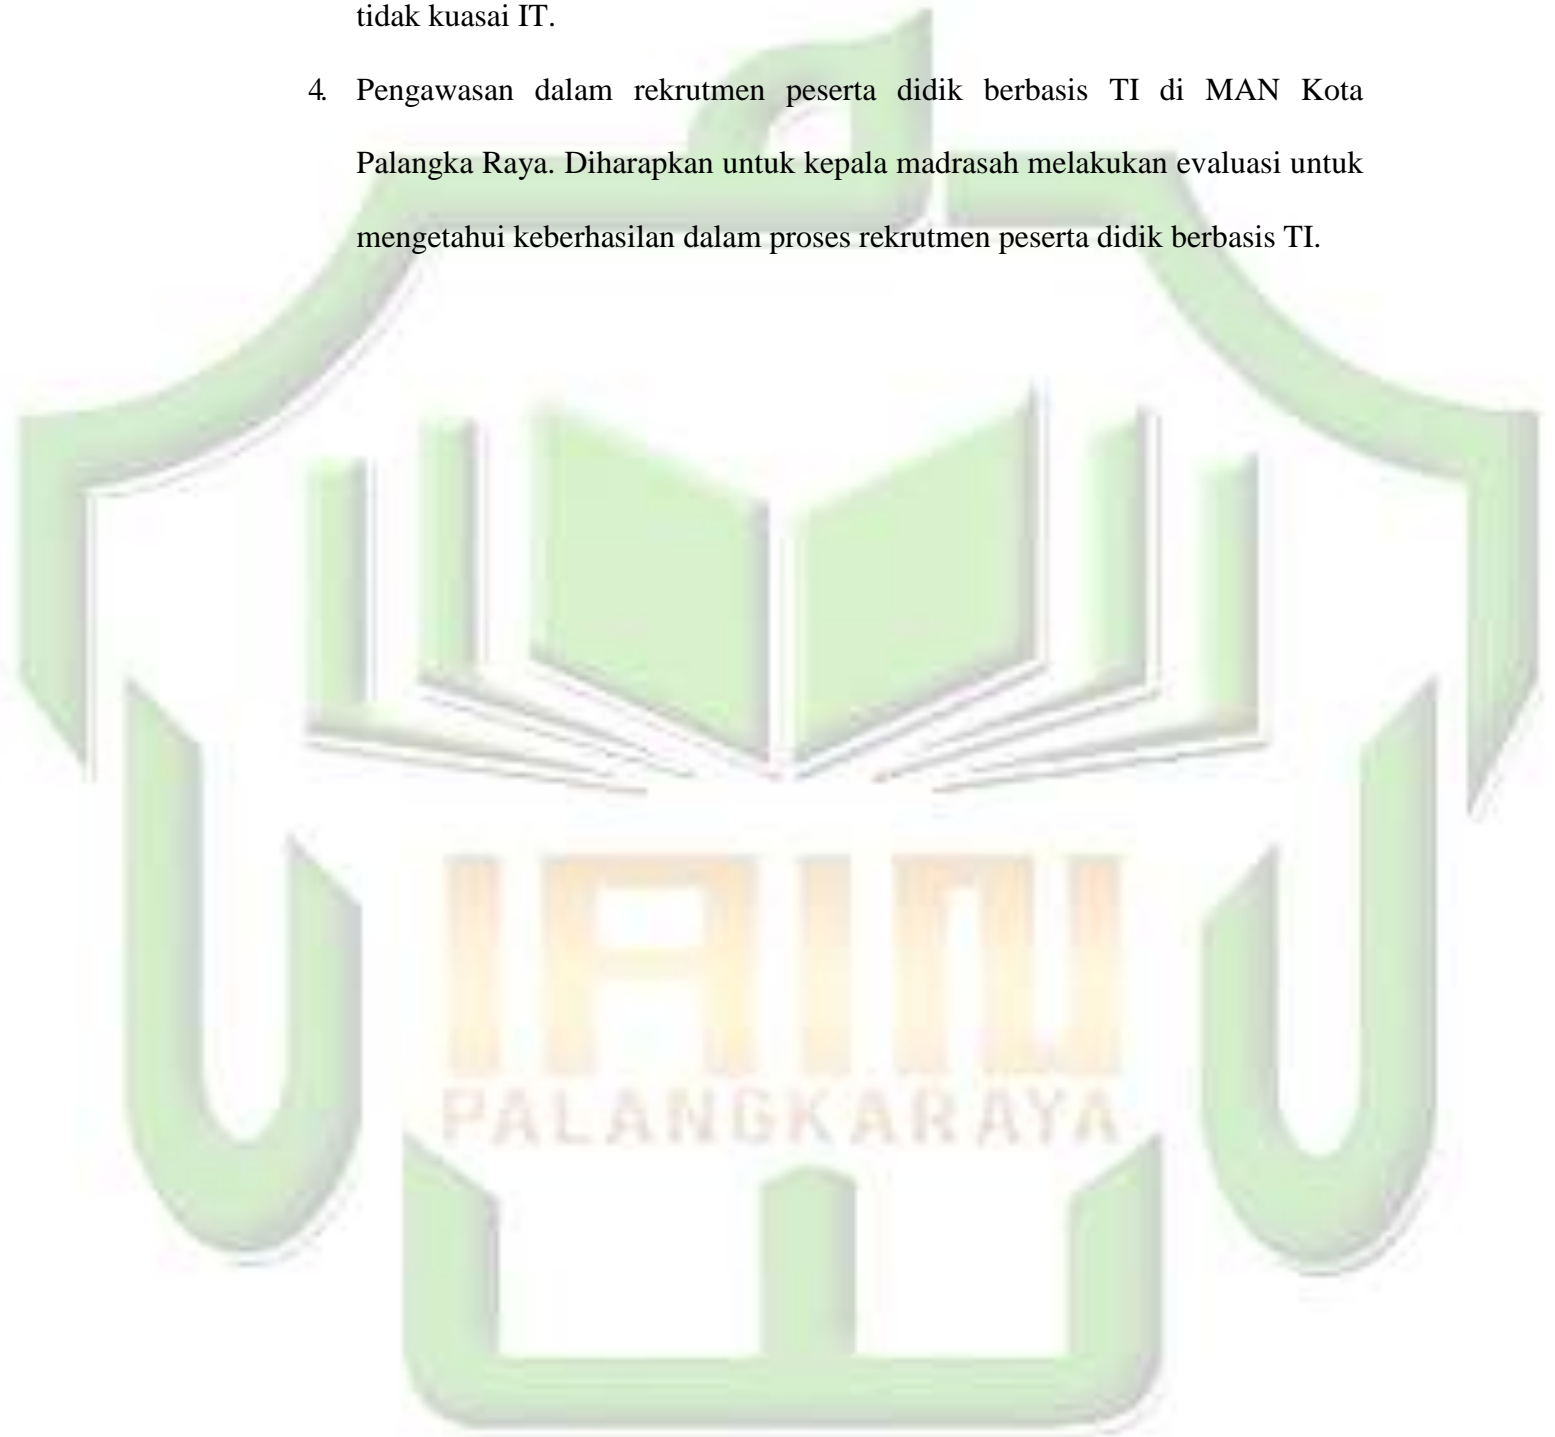 tidak kuasai IT.
4. Pengawasan dalam rekrutmen peserta didik berbasis TI di MAN Kota
Palangka Raya. Diharapkan untuk kepala madrasah melakukan evaluasi untuk
mengetahui keberhasilan dalam proses rekrutmen peserta didik berbasis TI.
IAIN
PALANGKARAYA